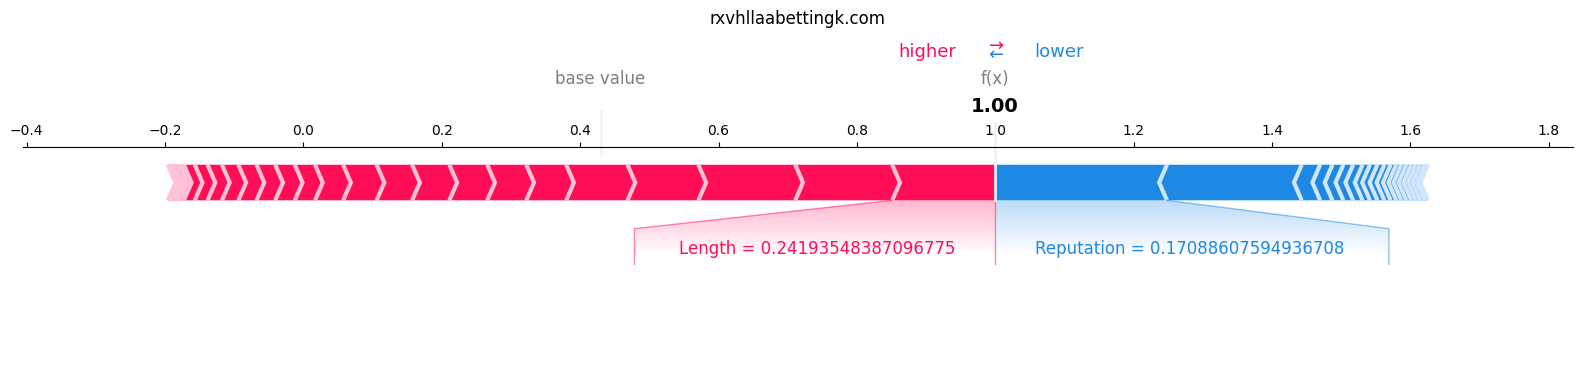 rxvhllaabettingk.com
higher ⇄ lower
base value f(x)
1.00
−0.4 −0.2 0.0 0.2 0.4 0.6 0.8 1.0 1.2 1.4 1.6 1.8
Length = 0.24193548387096775 Reputation = 0.17088607594936708